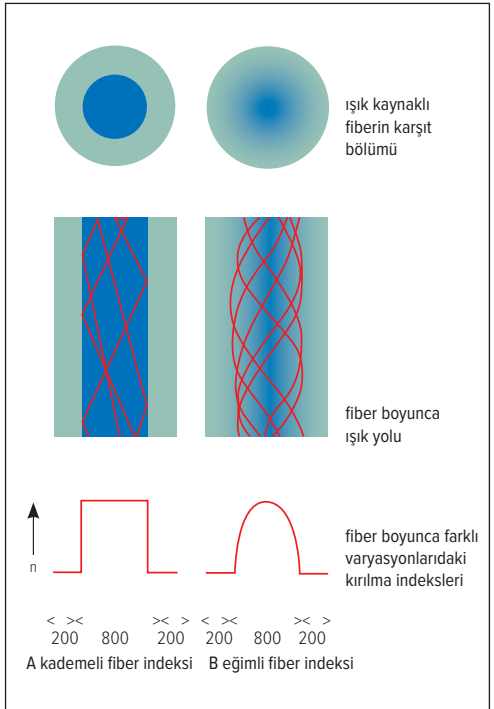 ışık kaynaklı
fiberin karşıt
bölümü
fiber boyunca
ışık yolu
n
fiber boyunca farklı
varyasyonlarıdaki
kırılma indeksleri
< >< >< > < >< >< >
200 800 200 200 800 200
A kademeli fiber indeksi B eğimli fiber indeksi